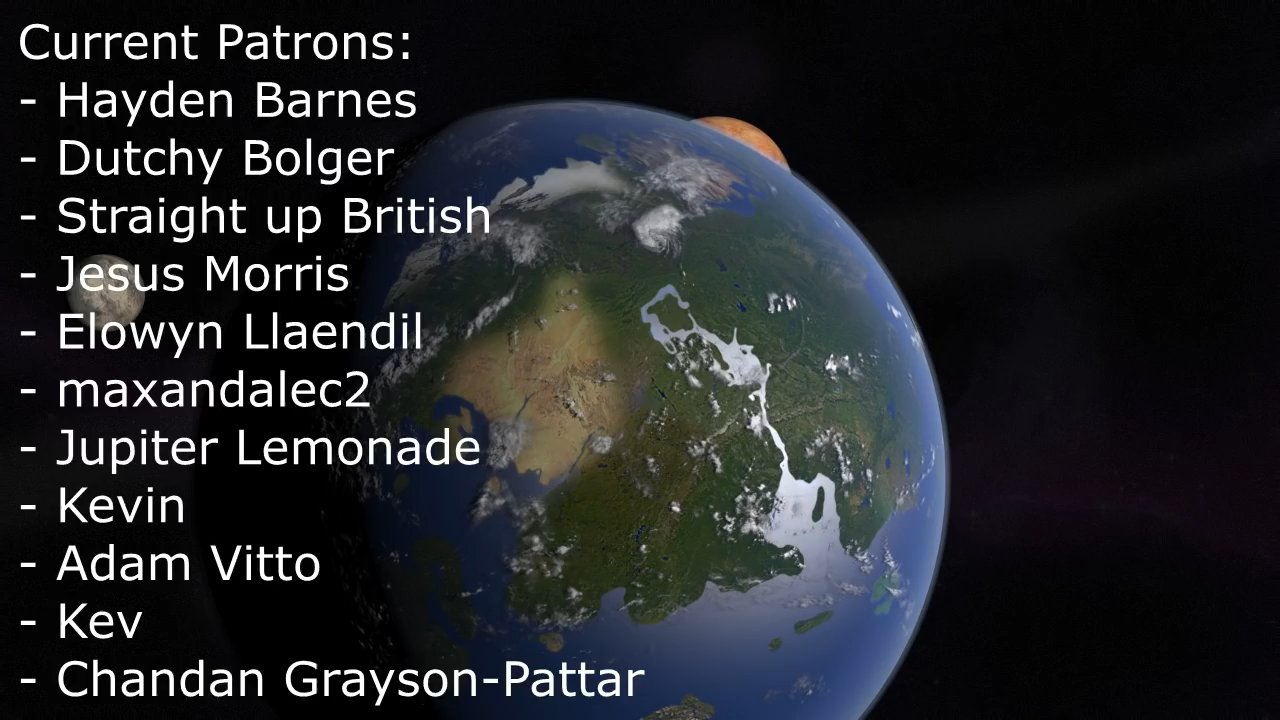 Current Patrons:
- Hayden Barnes
- Dutchy Bolger
- Straight up British
- Jesus Morris
- Elowyn Llaendil
- maxandalec2
- Jupiter Lemonade
- Kevin
- Adam Vitto
- Kev
- Chandan Grayson-Pattar